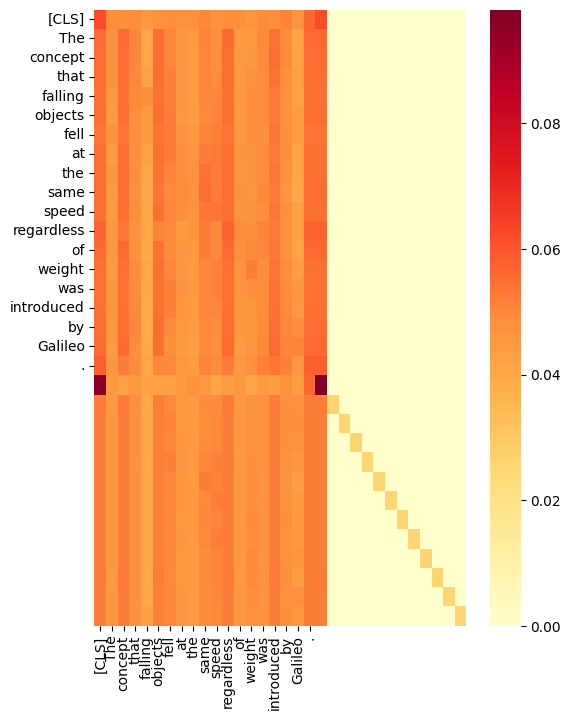 [CLS]
The
concept
that
falling
objects
fell
at
the
same
speed
regardless
of
weight
was
introduced
by
Galileo
.
0.08
0.06
0.04
0.02
0.00
[CLS]
The
concept
that
falling
objects
fell
at
the
same
speed
regardless
of
weight
was
introduced
by
Galileo
.